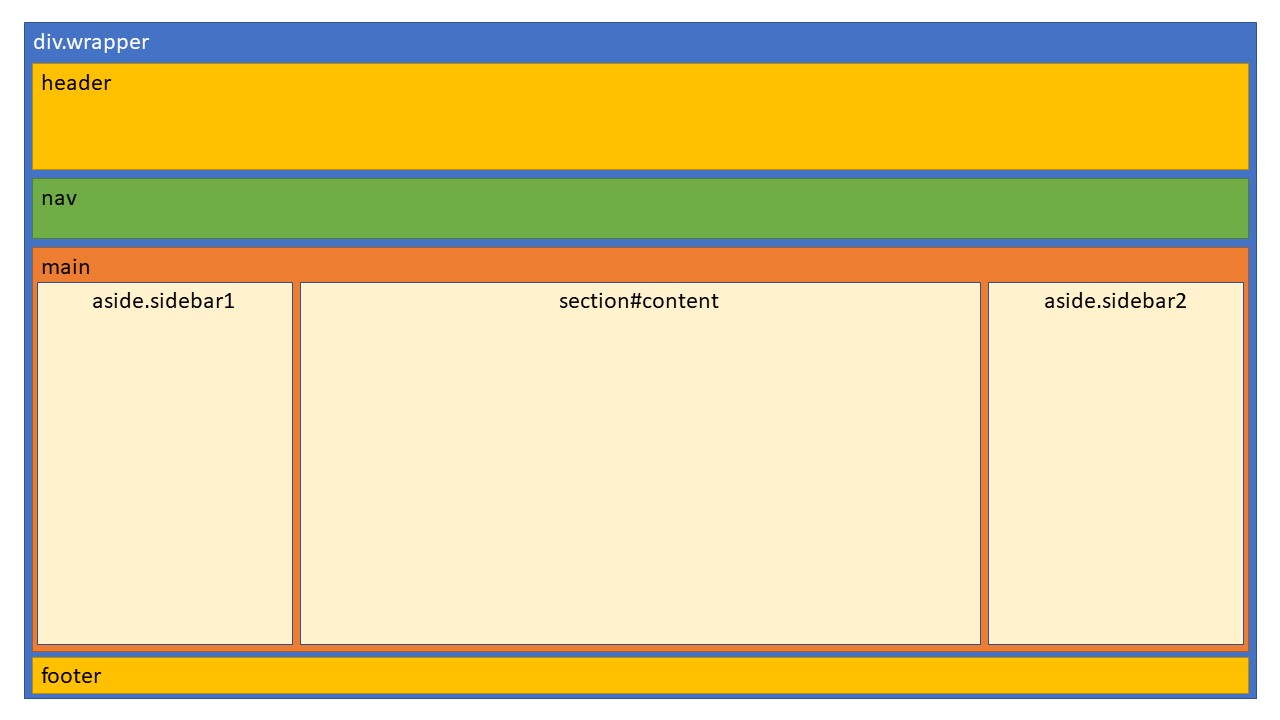 div.wrapper
header
nav
main
aside.sidebar1
section#content
aside.sidebar2
footer